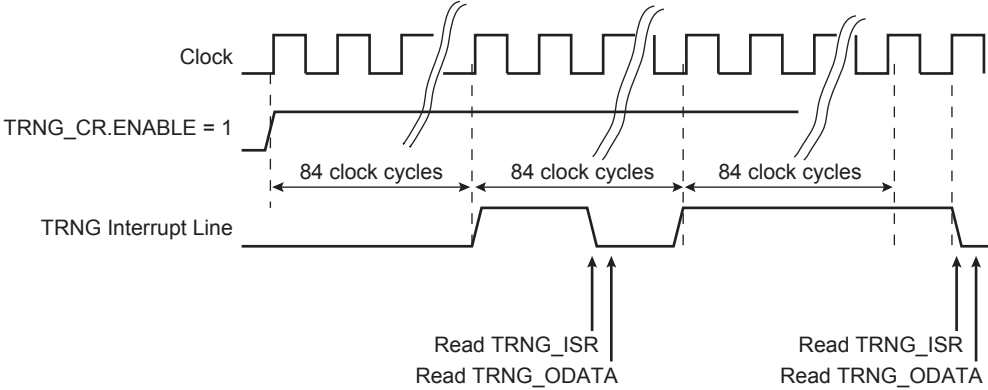 Clock
TRNG_CR.ENABLE = 1
84 clock cycles 84 clock cycles 84 clock cycles
TRNG Interrupt Line
Read TRNG_ISR Read TRNG_ISR
Read TRNG_ODATA Read TRNG_ODATA